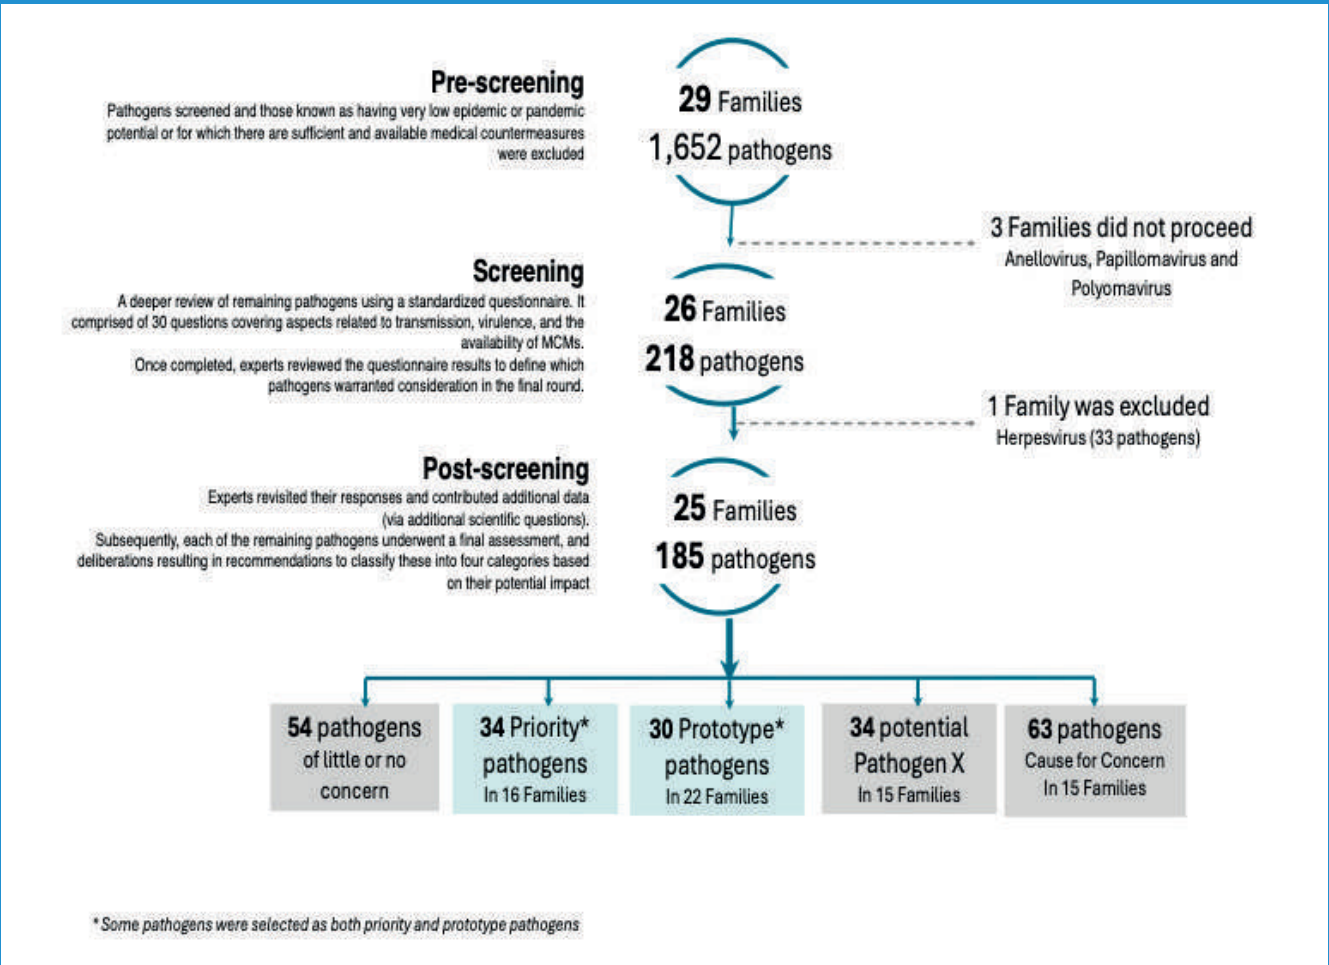 Pre-screening
Pathogens screened and those known as having very low epidemic or pandemic
potential or for which there are sufficient and available medical countermeasures
were excluded
29 Families
1,652 pathogens
3 Families did not proceed
Anellovirus, Papillomavirus and
Polyomavirus
Screening
A deeper review of remaining pathogens using a standardized questionnaire. It
comprised of 30 questions covering aspects related to transmission, virulence, and the
availability of MCMs.
Once completed, experts reviewed the questionnaire results to define which
pathogens warranted consideration in the final round.
26 Families
218 pathogens
1 Family was excluded
Herpesvirus (33 pathogens)
Post-screening
Experts revisited their responses and contributed additional data
(via additional scientific questions).
Subsequently, each of the remaining pathogens underwent a final assessment, and
deliberations resulting in recommendations to classify these into four categories based
on their potential impact
25 Families
185 pathogens
54 pathogens
of little or no
concern
34 Priority*
pathogens
In 16 Families
30 Prototype*
pathogens
In 22 Families
34 potential
Pathogen X
In 15 Families
63 pathogens
Cause for Concern
In 15 Families
* Some pathogens were selected as both priority and prototype pathogens